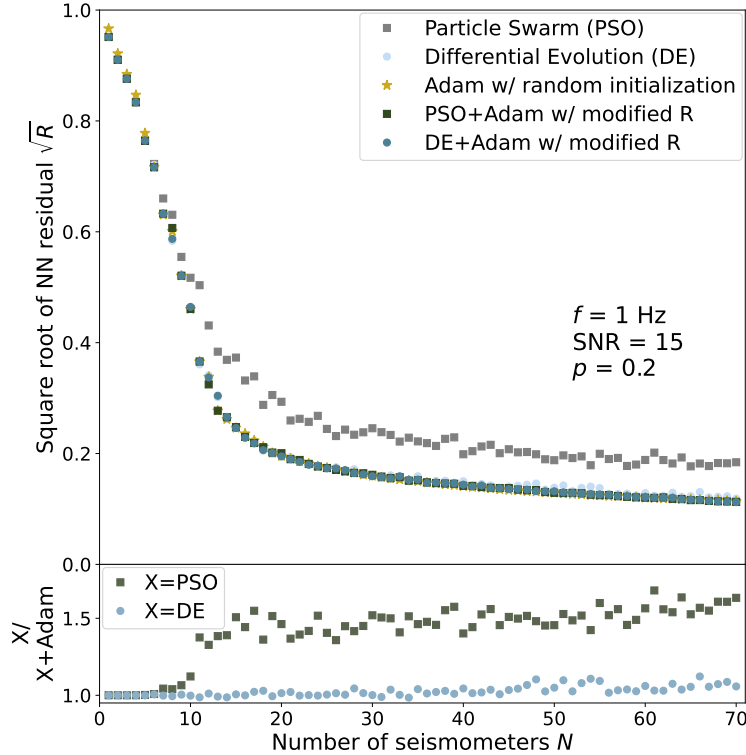 1.0
0.8
0.6
0.4
0.2
0.0
Square root of NN residual √R
Particle Swarm (PSO)
Differential Evolution (DE)
Adam w/ random initialization
PSO+Adam w/ modified R
DE+Adam w/ modified R
f = 1 Hz
SNR = 15
p = 0.2
X/
X+Adam
1.5
1.0
X=PSO
X=DE
0 10 20 30 40 50 60 70
Number of seismometers N